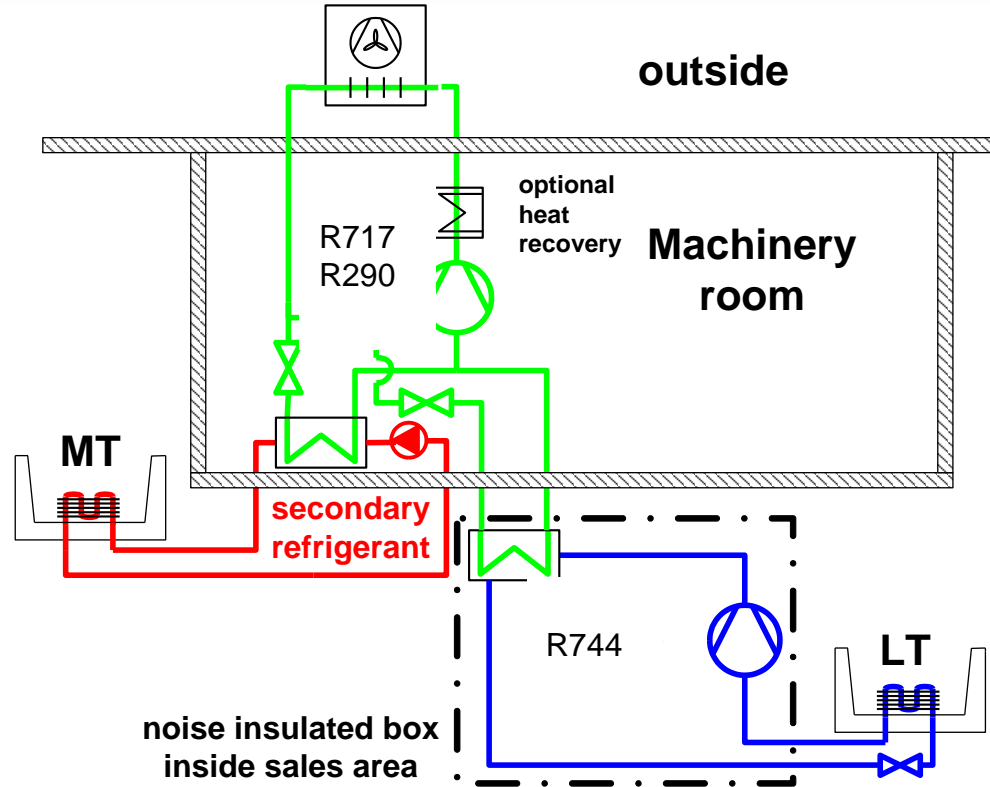 outside
optional
heat
recovery
R717
R290
Machinery
room
MT
secondary
refrigerant
R744
LT
noise insulated box
inside sales area